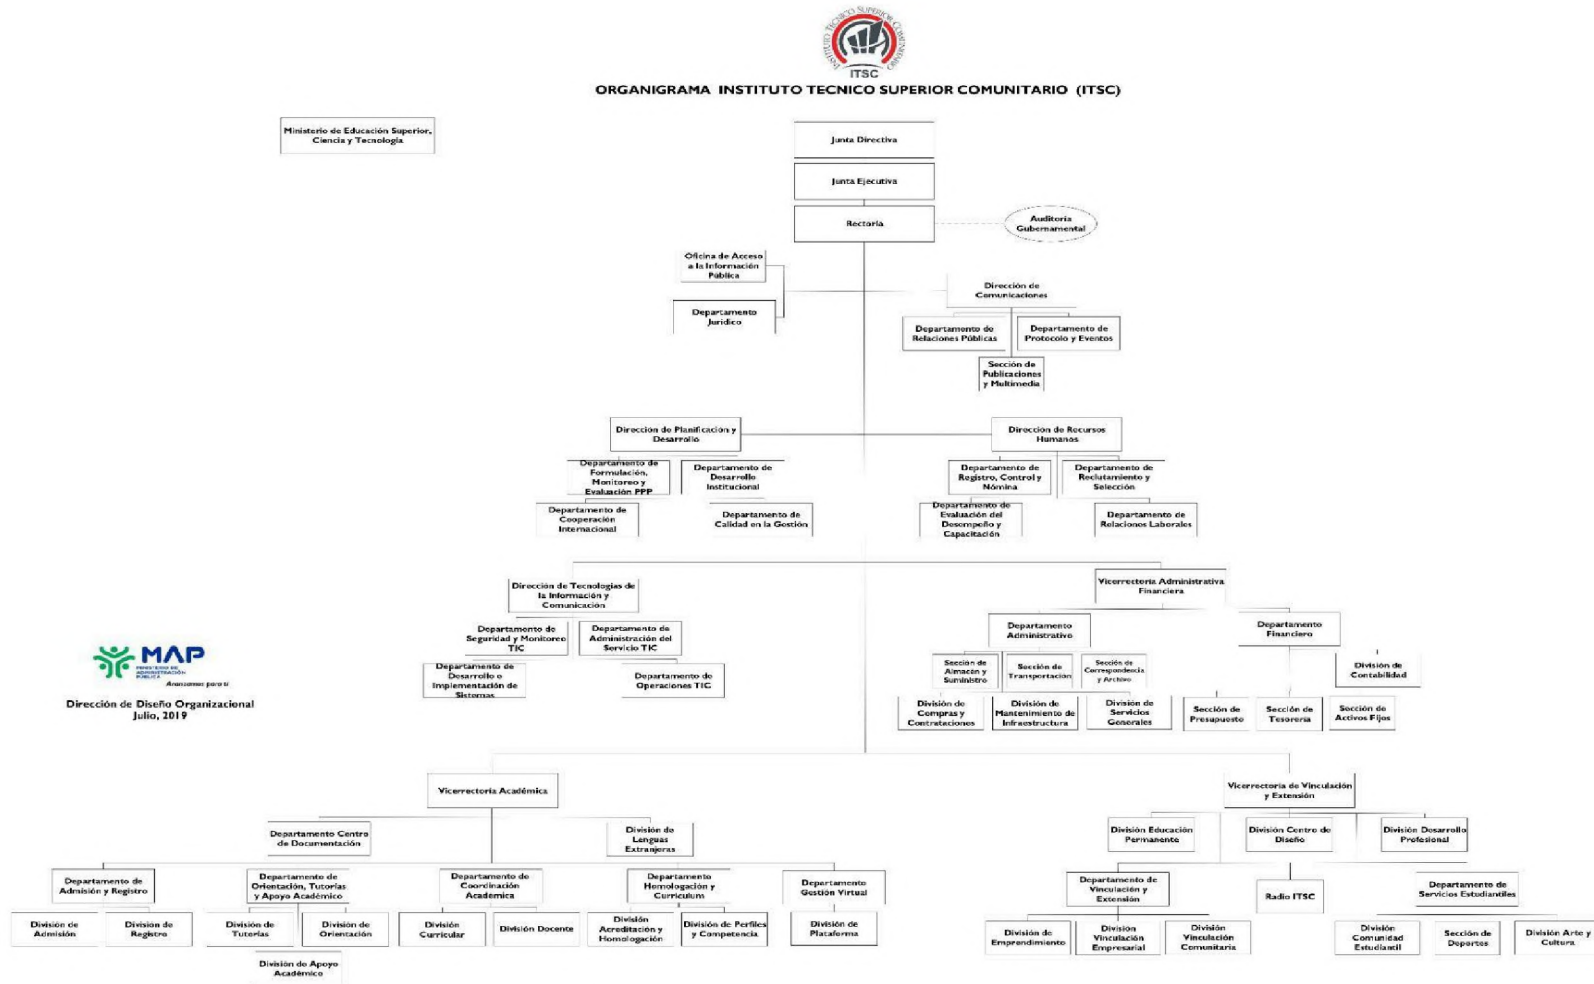 INSTITUTO TECNICO SUPERIOR COMUNITARIO
ITSC
ORGANIGRAMA INSTITUTO TECNICO SUPERIOR COMUNITARIO (ITSC)
Ministerio de Educación Superior,
Ciencia y Tecnología
Junta Directiva
Junta Ejecutiva
Rectoría
Auditoría
Gubernamental
Oficina de Acceso
a la Información
Pública
Departamento
Jurídico
Dirección de
Comunicaciones
Departamento de
Relaciones Públicas
Departamento de
Protocolo y Eventos
Sección de
Publicaciones
y Multimedia
Dirección de Planificación y
Desarrollo
Dirección de Recursos
Humanos
Departamento de
Formulación,
Monitoreo y
Evaluación PPP
Departamento de
Desarrollo
Institucional
Departamento de
Registro, Control y
Nómina
Departamento de
Reclutamiento y
Selección
Departamento de
Cooperación
Internacional
Departamento de
Calidad en la Gestión
Departamento de
Evaluación del
Desempeño y
Capacitación
Departamento de
Relaciones Laborales
Dirección de Tecnologías de
la Información y
Comunicación
Vicerrectoría Administrativa
Financiera
Departamento de
Seguridad y Monitoreo
TIC
Departamento de
Administración del
Servicio TIC
Departamento
Administrativo
Departamento
Financiero
Departamento de
Desarrollo o
Implementación de
Sistemas
Departamento de
Operaciones TIC
Sección de
Almacén y
Suministro
Sección de
Transportación
Sección de
Correspondencia
y Archivo
División de
Contabilidad
División de
Compras y
Contrataciones
División de
Mantenimiento de
Infraestructura
División de
Servicios
Generales
Sección de
Presupuesto
Sección de
Tesorería
Sección de
Activos Fijos
MAP
MINISTERIO DE
ADMINISTRACIÓN
PÚBLICA
Avanzamos para ti
Dirección de Diseño Organizacional
Julio, 2019
Vicerrectoría Académica
Vicerrectoría de Vinculación
y Extensión
Departamento Centro
de Documentación
División de
Lenguas
Extranjeras
División Educación
Permanente
División Centro de
Diseño
División Desarrollo
Profesional
Departamento de
Admisión y Registro
Departamento de
Orientación, Tutorías
y Apoyo Académico
Departamento de
Coordinación
Académica
Departamento
Homologación y
Curriculum
Departamento
Gestión Virtual
Departamento de
Vinculación y
Extensión
Radio ITSC
Departamento de
Servicios Estudiantiles
División de
Admisión
División de
Registro
División de
Tutorías
División de
Orientación
División
Curricular
División Docente
División
Acreditación y
Homologación
División de Perfiles
y Competencia
División de
Plataforma
División de
Emprendimiento
División
Vinculación
Empresarial
División
Vinculación
Comunitaria
División
Comunidad
Estudiantil
Sección de
Deportes
División Arte y
Cultura
División de Apoyo
Académico